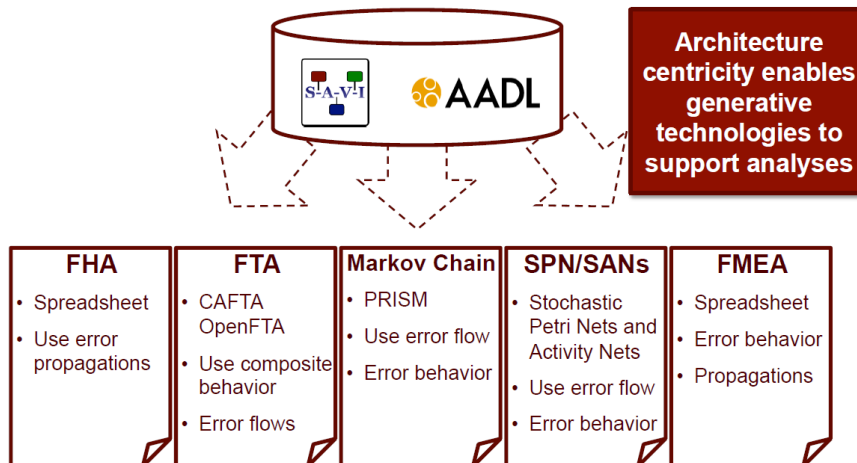 S-A-V-I
AADL
Architecture
centricity enables
generative
technologies to
support analyses
FHA
• Spreadsheet
• Use error
propagations
FTA
• CAFTA
OpenFTA
• Use composite
behavior
• Error flows
Markov Chain
• PRISM
• Use error flow
• Error behavior
SPN/SANs
• Stochastic
Petri Nets and
Activity Nets
• Use error flow
• Error behavior
FMEA
• Spreadsheet
• Error behavior
• Propagations